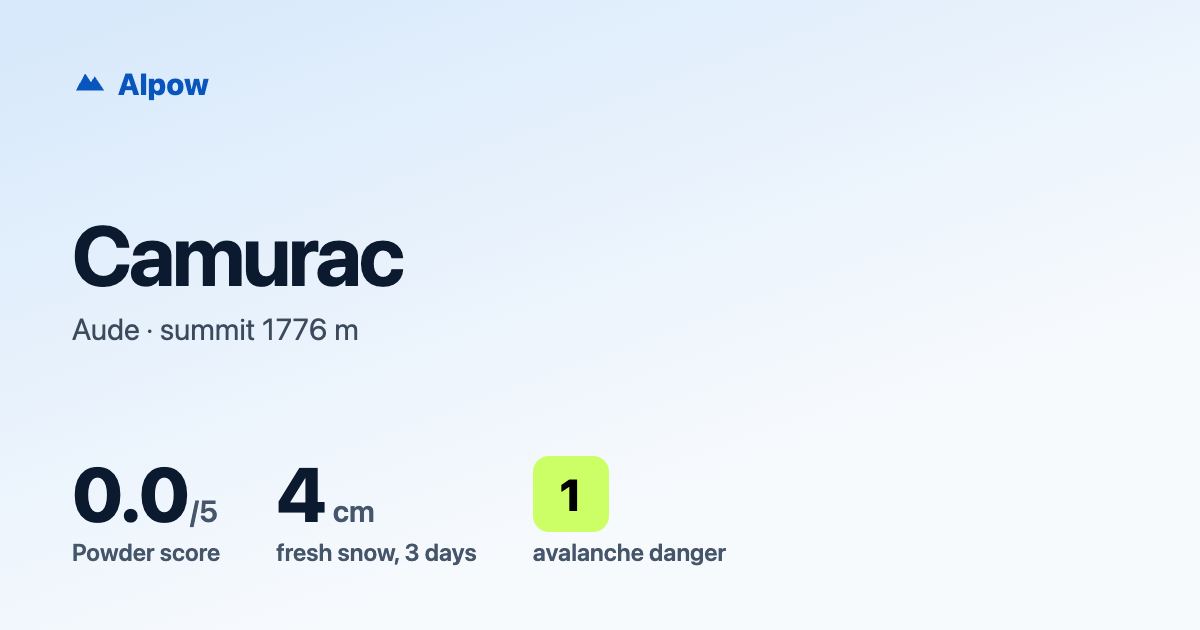 Alpow
Camurac
Aude · summit 1776 m
0.0/5
Powder score
4 cm
fresh snow, 3 days
1
avalanche danger